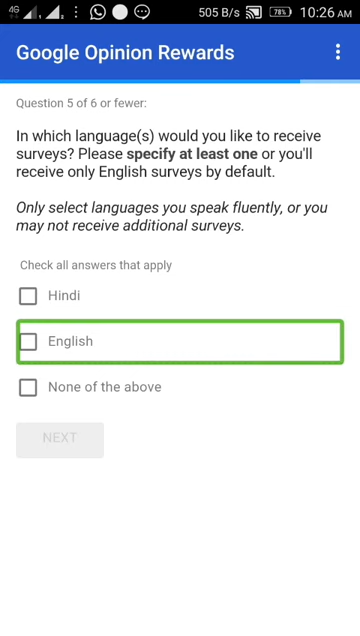 4G 1 2 505 B/s 78% 10:26 AM
Google Opinion Rewards
Question 5 of 6 or fewer:
In which language(s) would you like to receive
surveys? Please specify at least one or you'll
receive only English surveys by default.
Only select languages you speak fluently, or you
may not receive additional surveys.
Check all answers that apply
Hindi
English
None of the above
NEXT